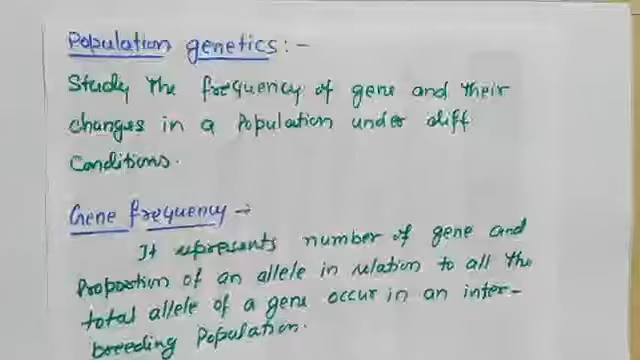 Population genetics:-
Study The frequency of gene and their
changes in a Population under diff
Conditions.
Gene frequency →
It represents number of gene and
Proportion of an allele in relation to all the
total allele of a gene occur in an inter-
breeding Population.